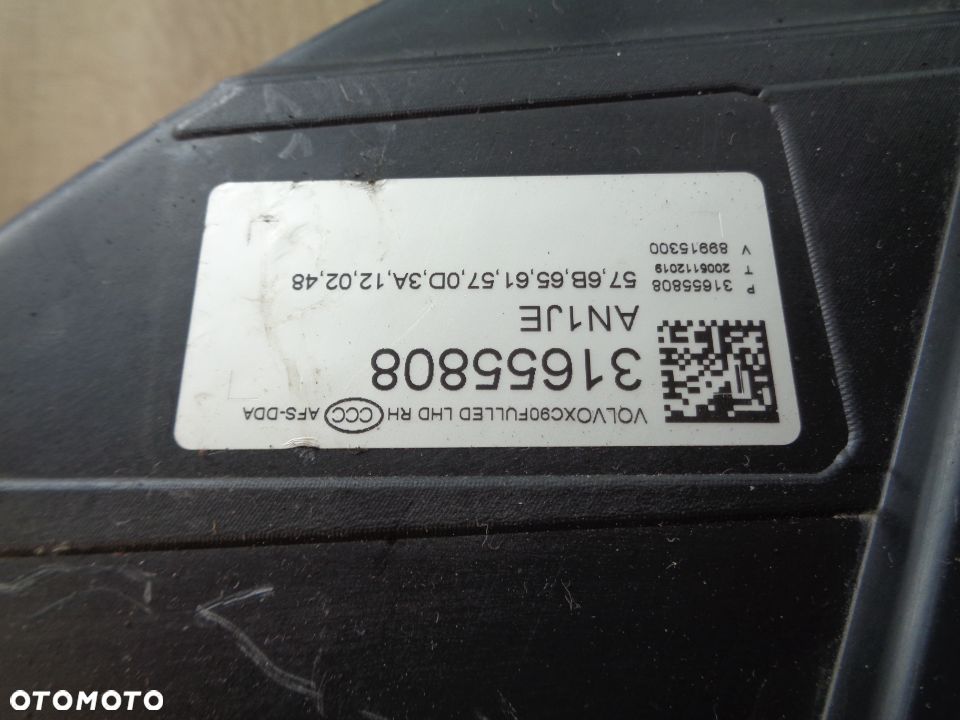 VOLVOXC90FULLED LHD RH CCC AFS-DDA
31655808
AN1JE
57,6B,65,61,57,0D,3A,12,02,48
P 31655808
T 2005112019
V 89915300
OTOMOTO